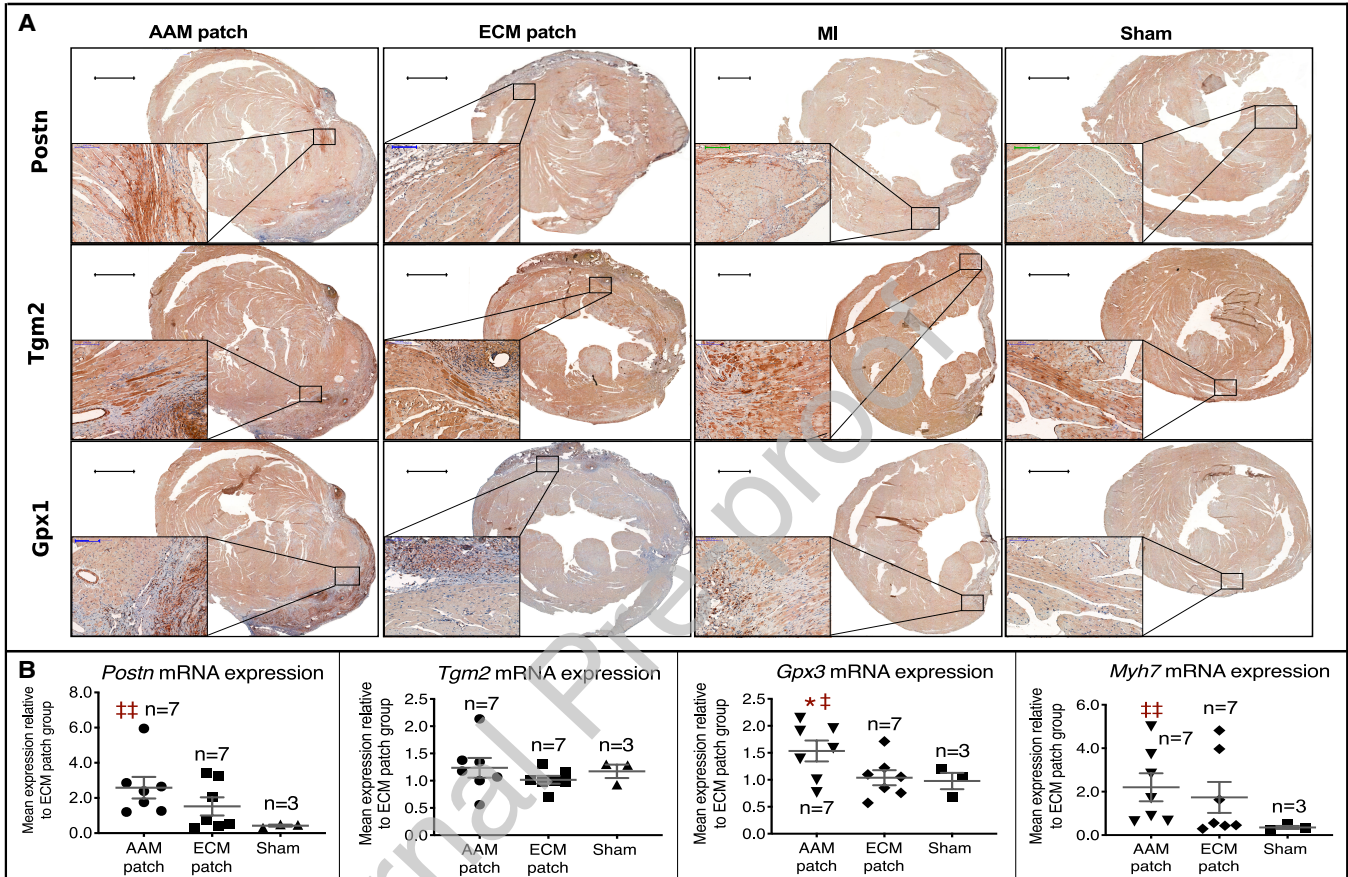 A
AAM patch
ECM patch
MI
Sham
Postn
Tgm2
Gpx1
B
Postn mRNA expression
Mean expression relative
to ECM patch group
8.0
6.0
4.0
2.0
0.0
‡‡ n=7
n=7
n=3
AAM
patch
ECM
patch
Sham
Tgm2 mRNA expression
Mean expression relative
to ECM patch group
2.5
2.0
1.5
1.0
0.5
0.0
n=7
n=7
n=3
AAM
patch
ECM
patch
Sham
Gpx3 mRNA expression
Mean expression relative
to ECM patch group
2.5
2.0
1.5
1.0
0.5
0.0
* ‡
n=7
n=7
n=3
AAM
patch
ECM
patch
Sham
Myh7 mRNA expression
Mean expression relative
to ECM patch group
6.0
4.0
2.0
0.0
‡‡
n=7
n=7
n=3
AAM
patch
ECM
patch
Sham
rnal Pre-proof